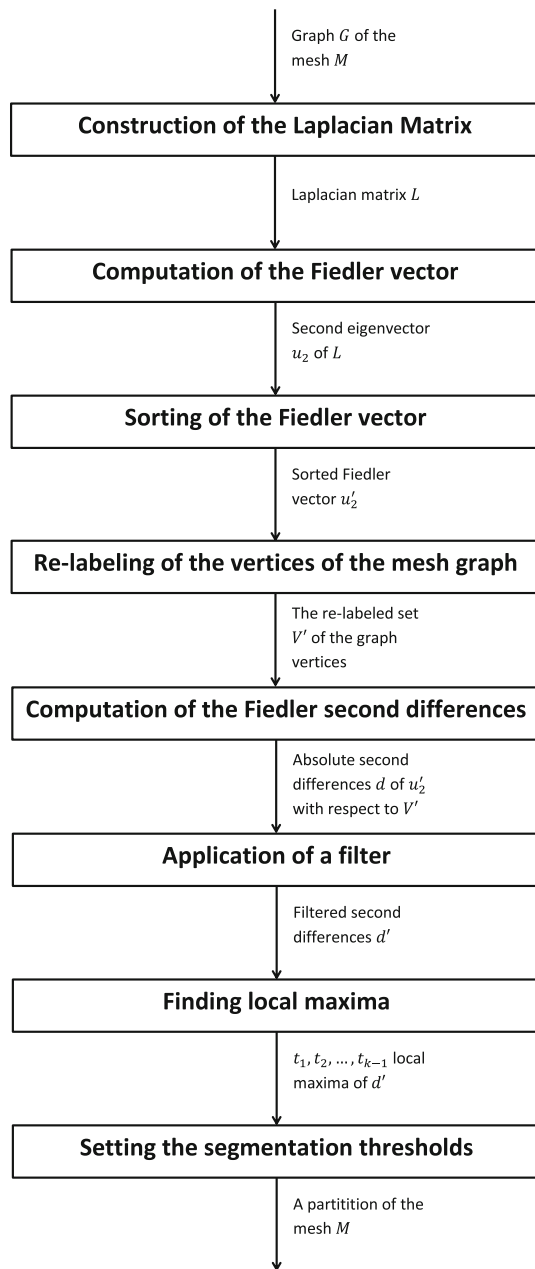 Graph G of the
mesh M
Construction of the Laplacian Matrix
Laplacian matrix L
Computation of the Fiedler vector
Second eigenvector
u₂ of L
Sorting of the Fiedler vector
Sorted Fiedler
vector u₂′
Re-labeling of the vertices of the mesh graph
The re-labeled set
V′ of the graph
vertices
Computation of the Fiedler second differences
Absolute second
differences d of u₂′
with respect to V′
Application of a filter
Filtered second
differences d′
Finding local maxima
t₁, t₂, … , tₖ₋₁ local
maxima of d′
Setting the segmentation thresholds
A partitition of the
mesh M